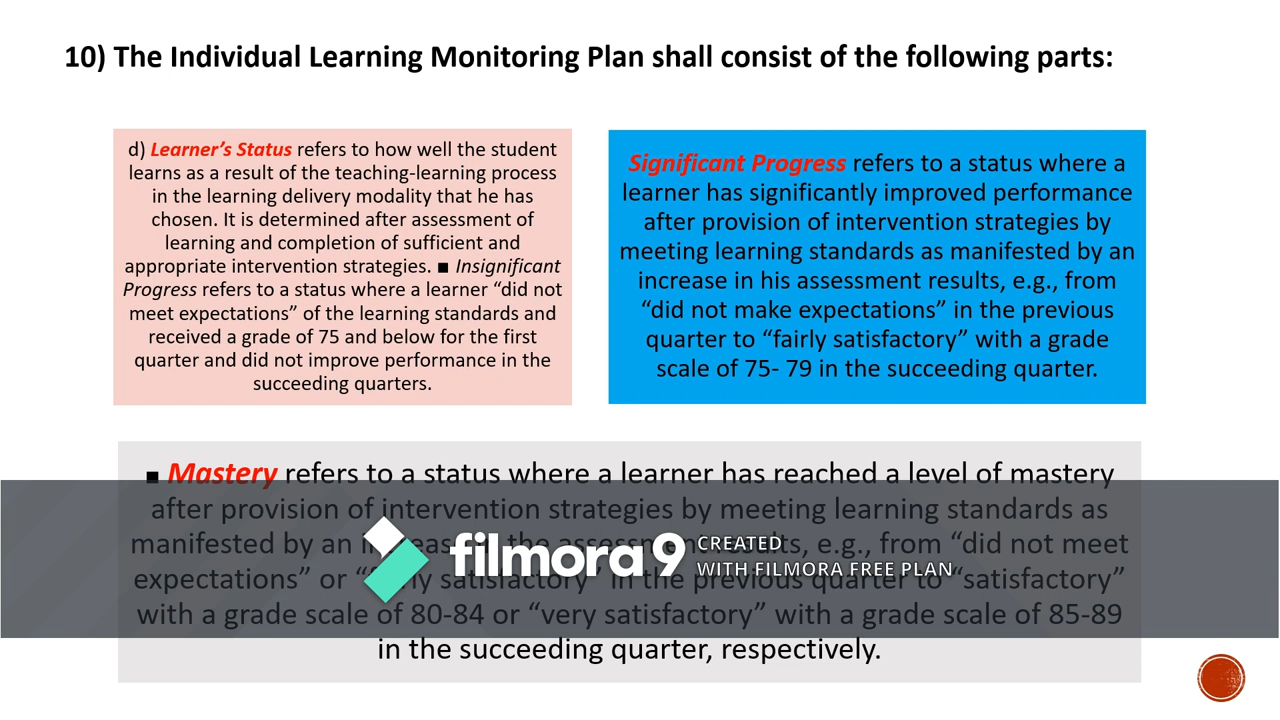 10) The Individual Learning Monitoring Plan shall consist of the following parts:
d) Learner's Status refers to how well the student
learns as a result of the teaching-learning process
in the learning delivery modality that he has
chosen. It is determined after assessment of
learning and completion of sufficient and
appropriate intervention strategies. ■ Insignificant
Progress refers to a status where a learner “did not
meet expectations” of the learning standards and
received a grade of 75 and below for the first
quarter and did not improve performance in the
succeeding quarters.
Significant Progress refers to a status where a
learner has significantly improved performance
after provision of intervention strategies by
meeting learning standards as manifested by an
increase in his assessment results, e.g., from
“did not make expectations” in the previous
quarter to “fairly satisfactory” with a grade
scale of 75- 79 in the succeeding quarter.
■ Mastery refers to a status where a learner has reached a level of mastery
after provision of intervention strategies by meeting learning standards as
manifested by an the e.g., from “did not meet
expectations” or satisfactory” in the previous quarter to “satisfactory”
with a grade scale of 80-84 or “very satisfactory” with a grade scale of 85-89
in the succeeding quarter, respectively.
filmora 9
CREATED
WITH FILMORA FREE PLAN